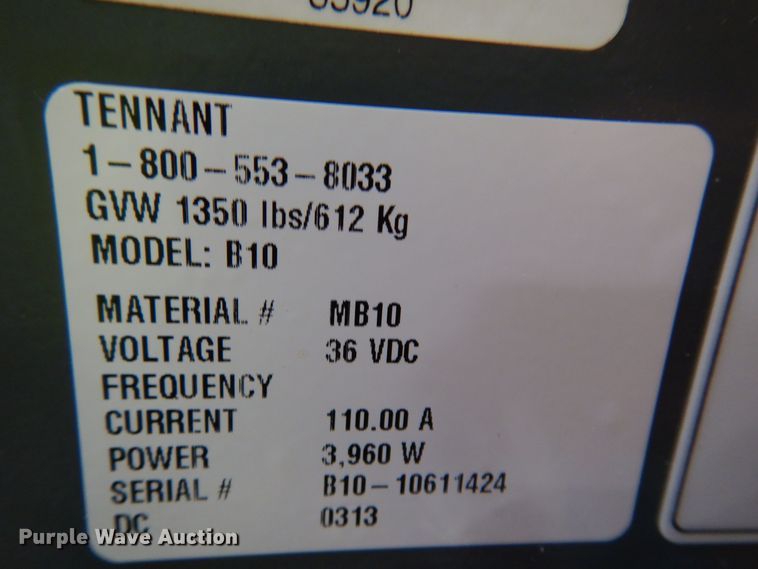 TENNANT
1-800-553-8033
GVW 1350 lbs/612 Kg
MODEL: B10
MATERIAL # MB10
VOLTAGE 36 VDC
FREQUENCY
CURRENT 110.00 A
POWER 3,960 W
SERIAL # B10-10611424
DC 0313
Purple Wave Auction